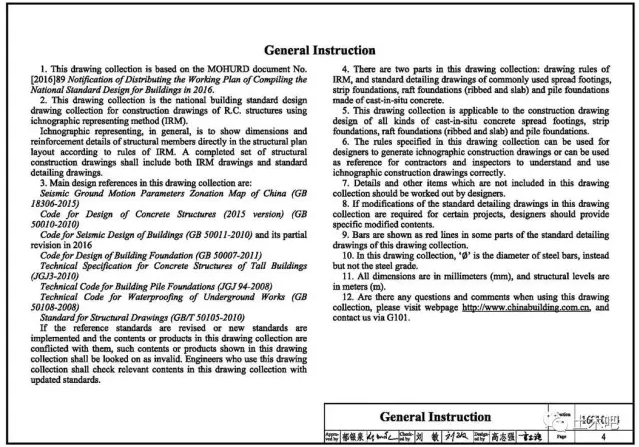 General Instruction
1. This drawing collection is based on the MOHURD document No.
[2016]89 Notification of Distributing the Working Plan of Compiling the
National Standard Design for Buildings in 2016.
2. This drawing collection is the national building standard design
drawing collection for construction drawings of R.C. structures using
ichnographic representing method (IRM).
Ichnographic representing, in general, is to show dimensions and
reinforcement details of structural members directly in the structural plan
layout according to rules of IRM. A completed set of structural
construction drawings shall include both IRM drawings and standard
detailing drawings.
3. Main design references in this drawing collection are:
Seismic Ground Motion Parameters Zonation Map of China (GB
18306-2015)
Code for Design of Concrete Structures (2015 version) (GB
50010-2010)
Code for Seismic Design of Buildings (GB 50011-2010) and its partial
revision in 2016
Code for Design of Building Foundation (GB 50007-2011)
Technical Specification for Concrete Structures of Tall Buildings
(JGJ3-2010)
Technical Code for Building Pile Foundations (JGJ 94-2008)
Technical Code for Waterproofing of Underground Works (GB
50108-2008)
Standard for Structural Drawings (GB/T 50105-2010)
If the reference standards are revised or new standards are
implemented and the contents or products in this drawing collection are
conflicted with them, such contents or products shown in this drawing
collection shall be looked on as invalid. Engineers who use this drawing
collection shall check relevant contents in this drawing collection with
updated standards.
4. There are two parts in this drawing collection: drawing rules of
IRM, and standard detailing drawings of commonly used spread footings,
strip foundations, raft foundations (ribbed and slab) and pile foundations
made of cast-in-situ concrete.
5. This drawing collection is applicable to the construction drawing
design of all kinds of cast-in-situ concrete spread footings, strip
foundations, raft foundations (ribbed and slab) and pile foundations.
6. The rules specified in this drawing collection can be used for
designers to generate ichnographic construction drawings or can be used
as reference for contractors and inspectors to understand and use
ichnographic construction drawings correctly.
7. Details and other items which are not included in this drawing
collection should be worked out by designers.
8. If modifications of the standard detailing drawings in this drawing
collection are required for certain projects, designers should provide
specific modified contents.
9. Bars are shown as red lines in some parts of the standard detailing
drawings of this drawing collection.
10. In this drawing collection, ‘Ø’ is the diameter of steel bars, instead
but not the steel grade.
11. All dimensions are in millimeters (mm), and structural levels are
in meters (m).
12. Are there any questions and comments when using this drawing
collection, please visit webpage http://www.chinabuilding.com.cn, and
contact us via G101.
General Instruction
Approved by 郁银泉 Checked by 刘敏 刘敏 Designed by 高志强
Page 4